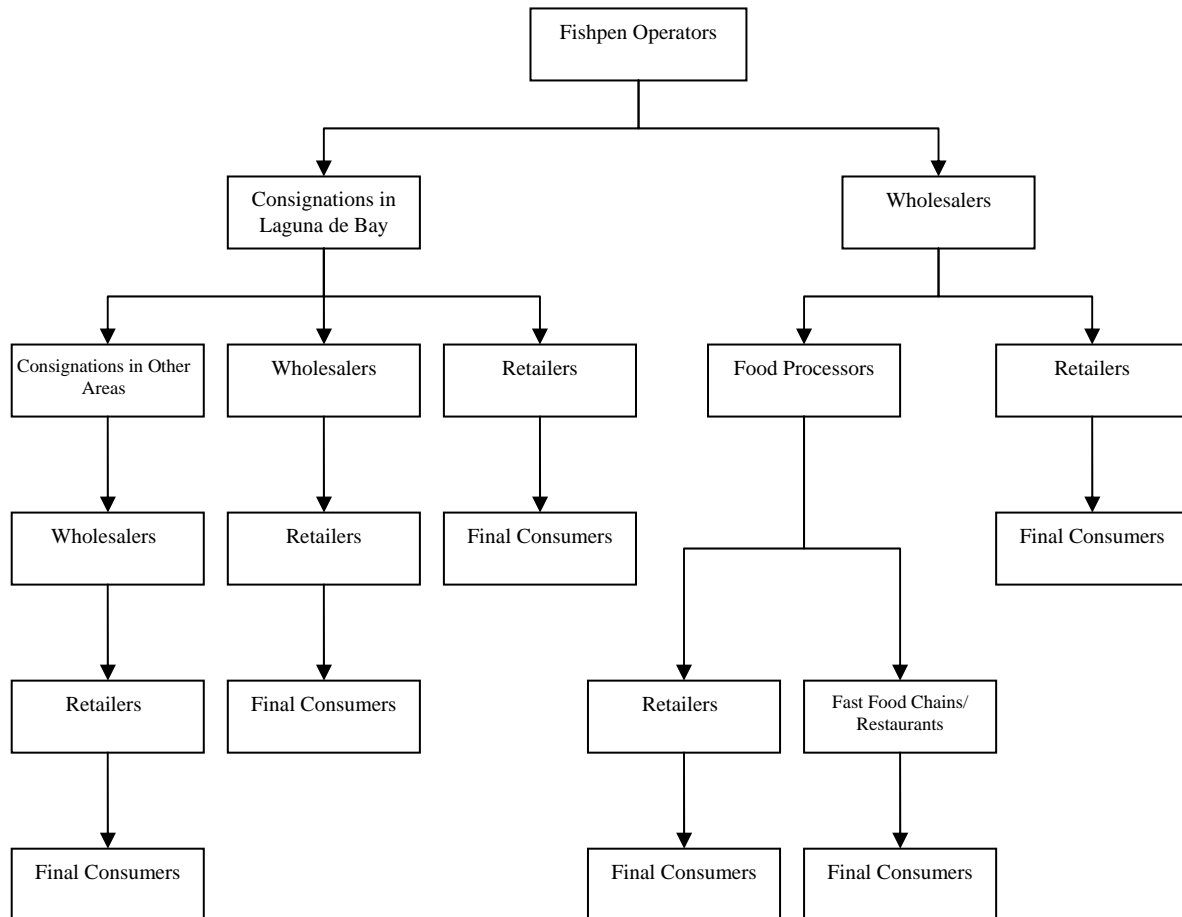 Fishpen Operators
Consignations in
Laguna de Bay
Wholesalers
Consignations in Other
Areas
Wholesalers
Retailers
Food Processors
Retailers
Wholesalers
Retailers
Final Consumers
Final Consumers
Retailers
Final Consumers
Retailers
Fast Food Chains/
Restaurants
Final Consumers
Final Consumers
Final Consumers